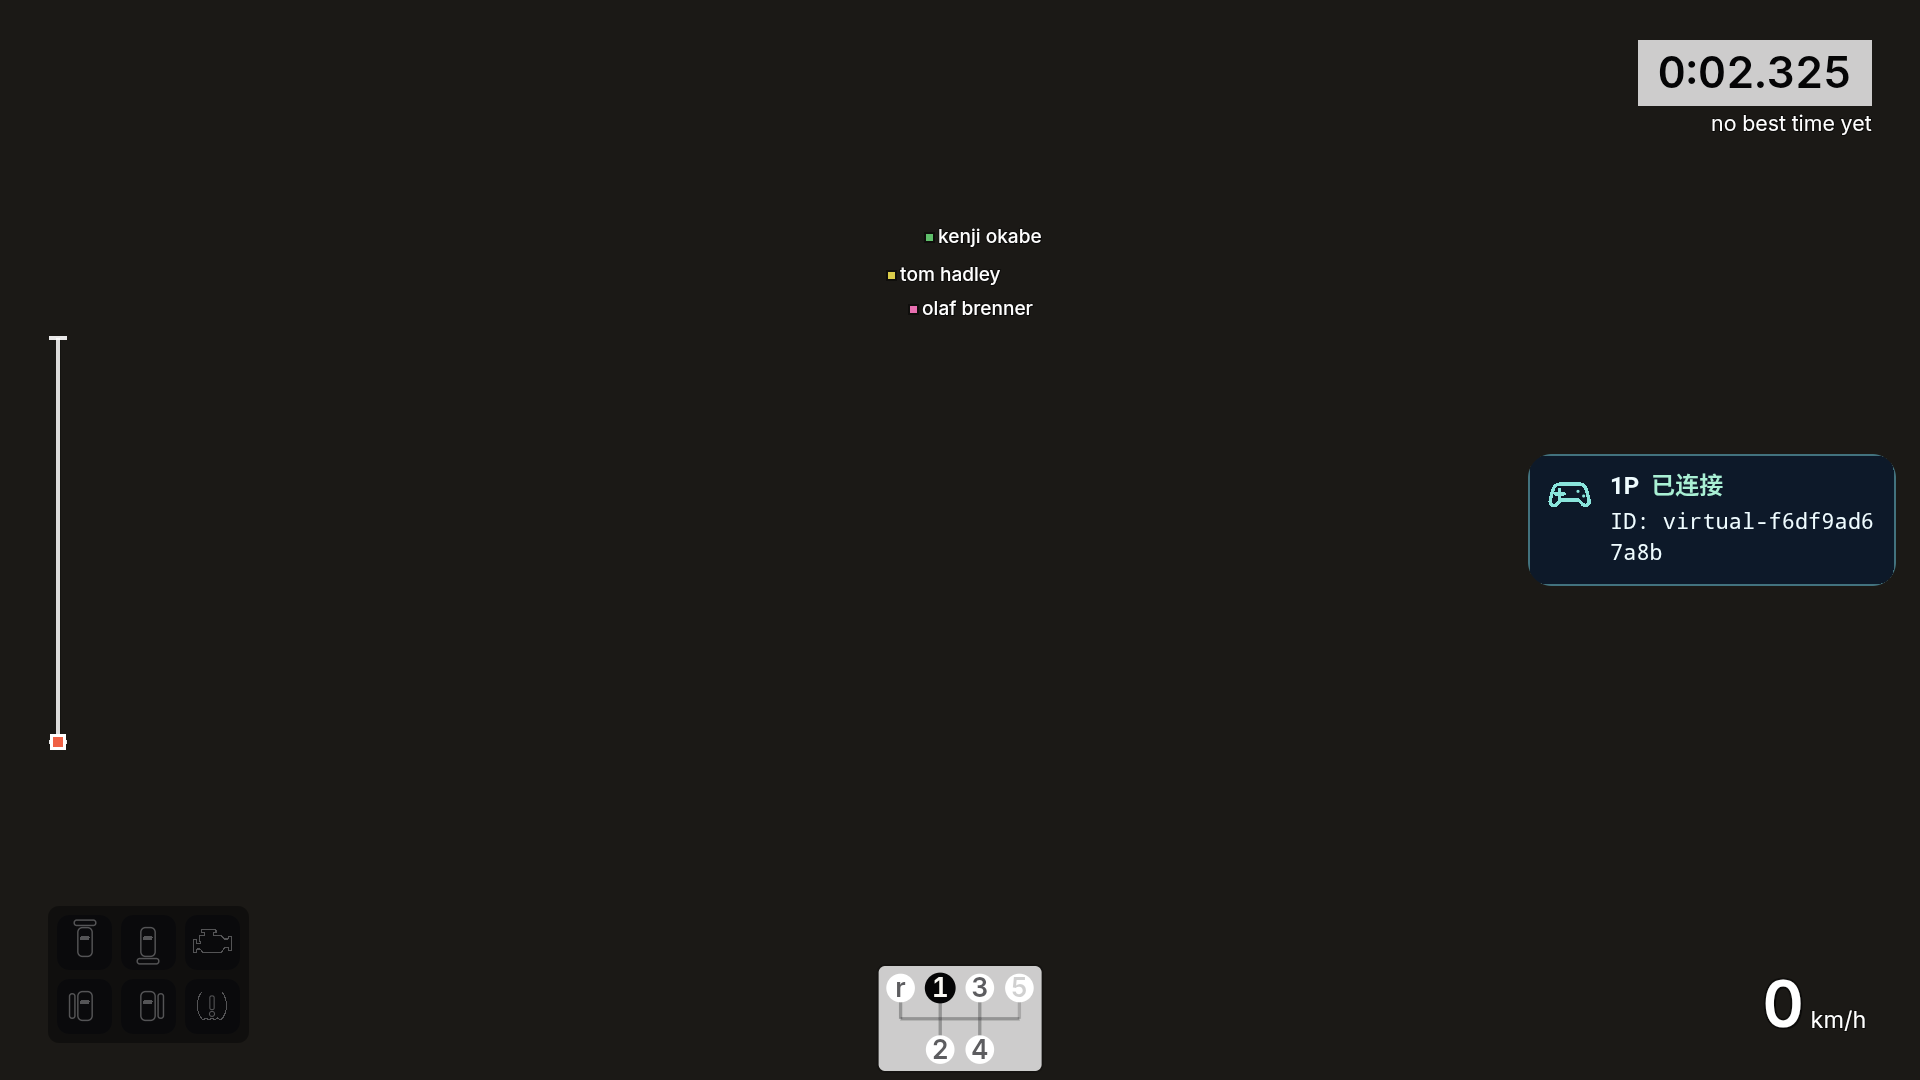 0:02.325
no best time yet
kenji okabe
tom hadley
olaf brenner
1P 已连接
ID: virtual-f6df9ad6
7a8b
r 1 3 5
2 4
0 km/h